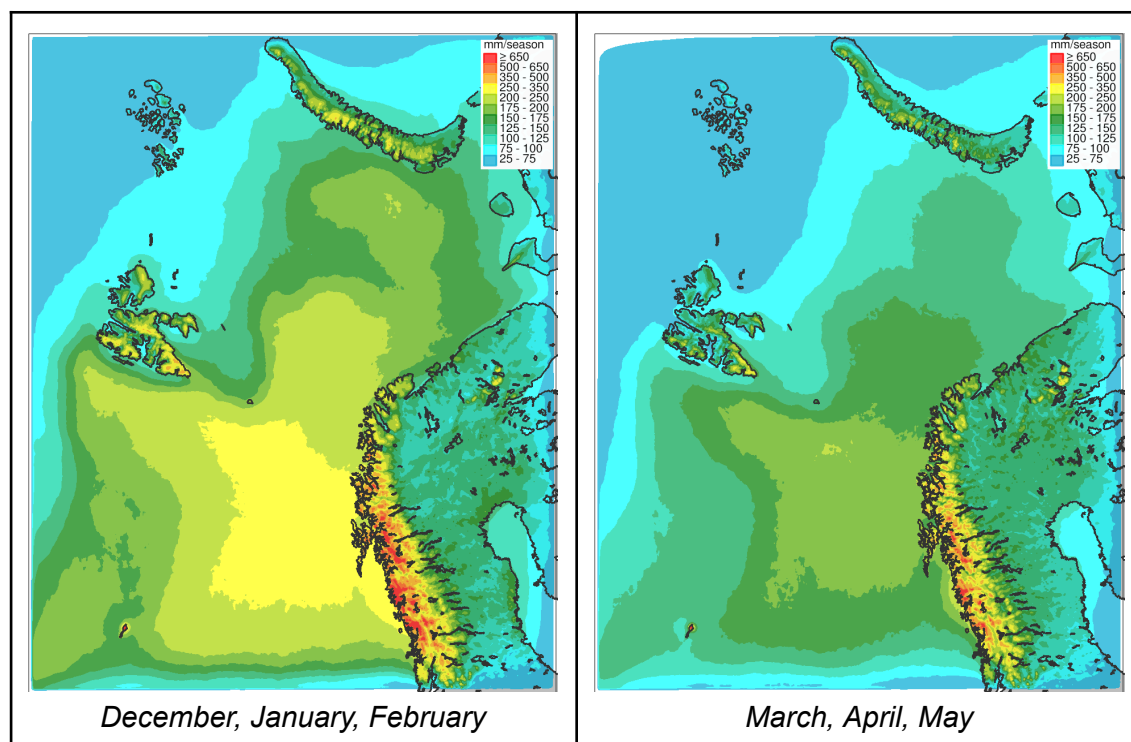 mm/season
≥ 650
500 - 650
350 - 500
250 - 350
200 - 250
175 - 200
150 - 175
125 - 150
100 - 125
75 - 100
25 - 75
December, January, February
mm/season
≥ 650
500 - 650
350 - 500
250 - 350
200 - 250
175 - 200
150 - 175
125 - 150
100 - 125
75 - 100
25 - 75
March, April, May